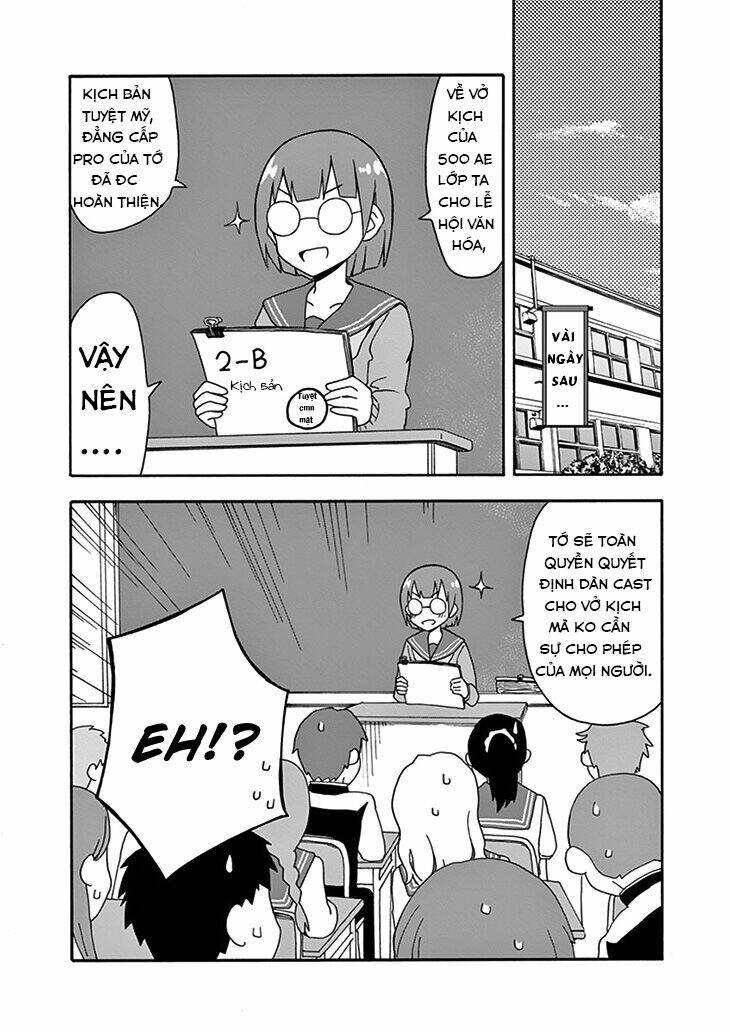 VÀI
NGÀY
SAU
...
VỀ VỞ
KỊCH CỦA
500 AE
LỚP TA
CHO LỄ
HỘI VĂN
HÓA,
KỊCH BẢN
TUYỆT MỸ,
ĐẲNG CẤP
PRO CỦA TỚ
ĐÃ ĐC
HOÀN THIỆN,
2-B
Kịch Bản
Tuyệt
cmn
mật
VẬY
NÊN
....
TỚ SẼ TOÀN
QUYỀN QUYẾT
ĐỊNH DÀN CAST
CHO VỞ KỊCH
MÀ KO CẦN
SỰ CHO PHÉP
CỦA MỌI NGƯỜI.
EH!?